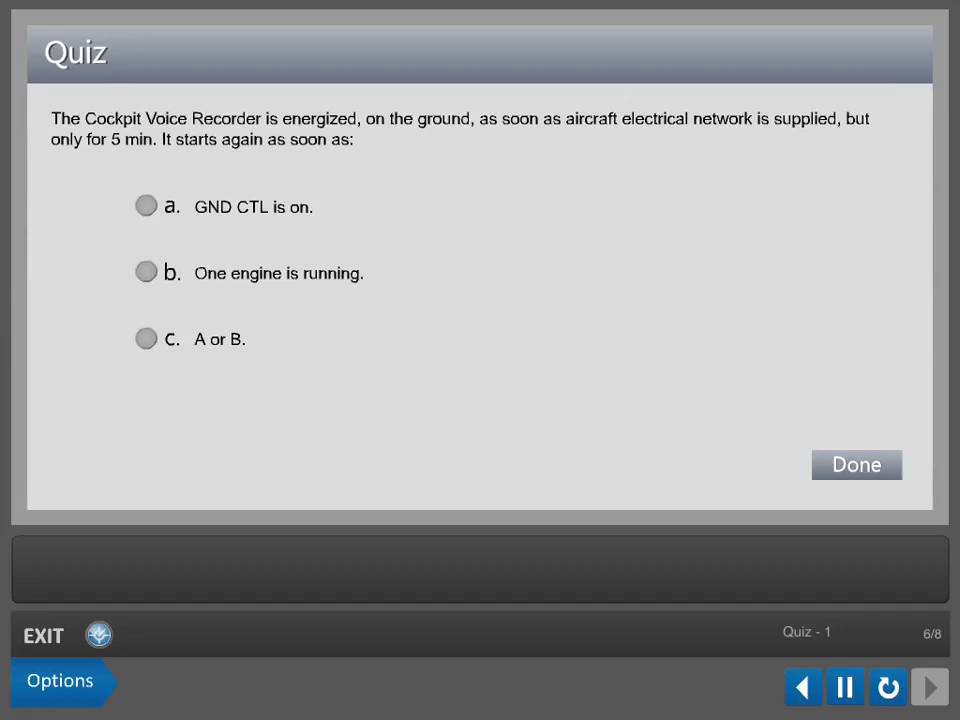 Quiz
The Cockpit Voice Recorder is energized, on the ground, as soon as aircraft electrical network is supplied, but
only for 5 min. It starts again as soon as:
a. GND CTL is on.
b. One engine is running.
c. A or B.
Done
EXIT
Quiz - 1
6/8
Options